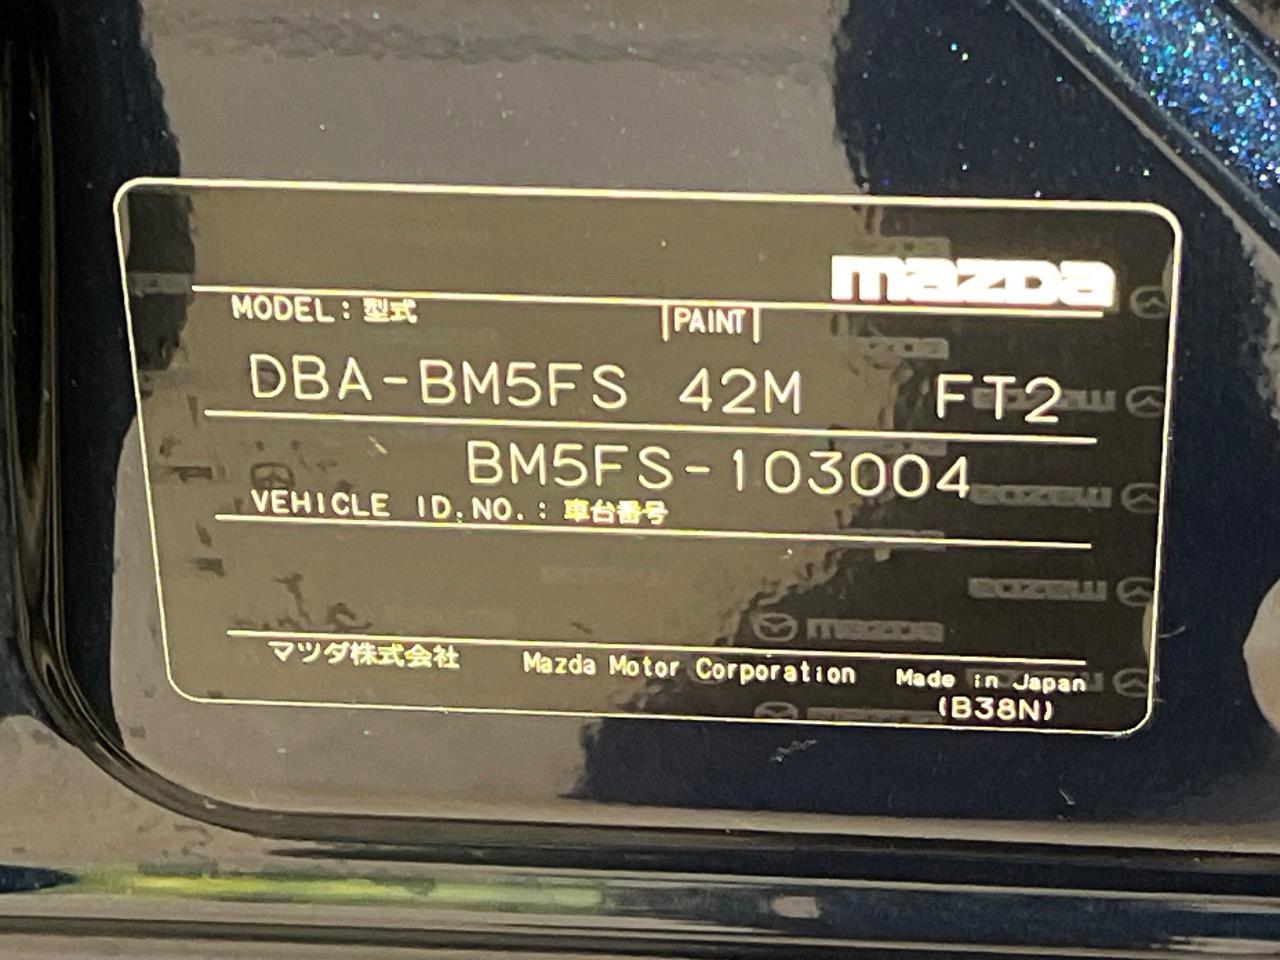 mazda
MODEL: 型式 PAINT
DBA-BM5FS 42M FT2
BM5FS-103004
VEHICLE ID.NO.: 車台番号
マツダ株式会社 Mazda Motor Corporation Made in Japan
(B38N)